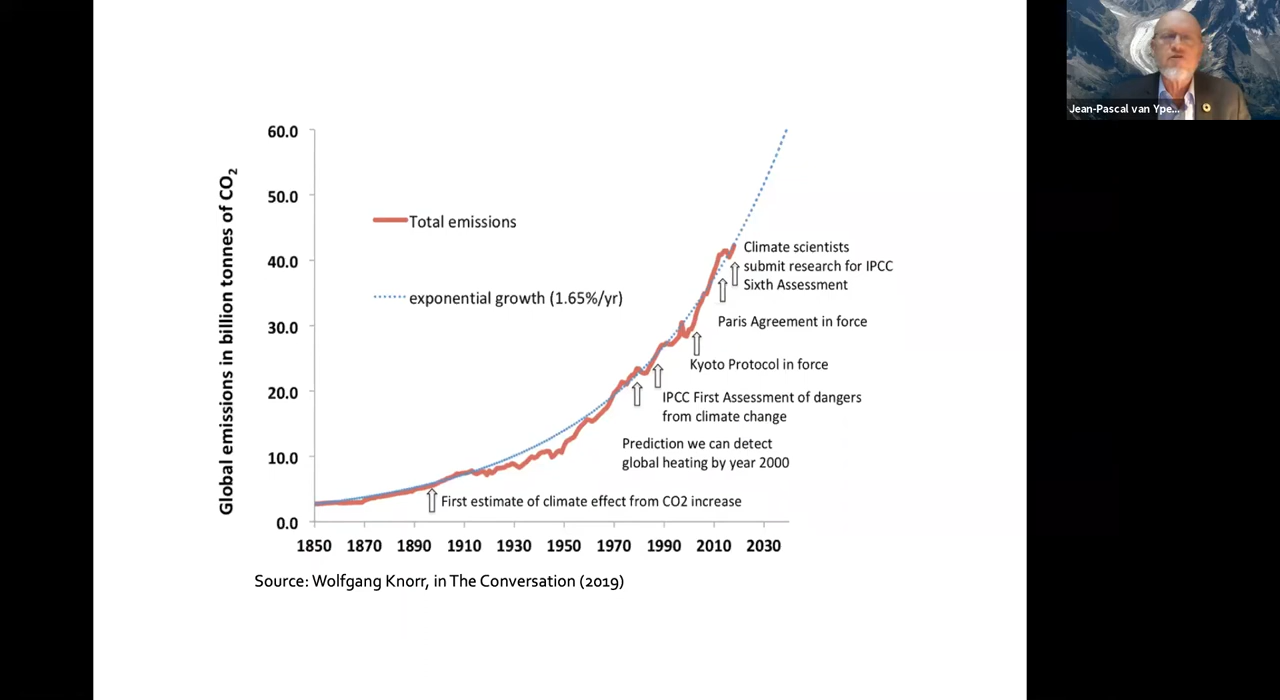 Jean-Pascal van Ype...
60.0
50.0
40.0
30.0
20.0
10.0
0.0
Global emissions in billion tonnes of CO2
Total emissions
exponential growth (1.65%/yr)
Climate scientists
submit research for IPCC
Sixth Assessment
Paris Agreement in force
Kyoto Protocol in force
IPCC First Assessment of dangers
from climate change
Prediction we can detect
global heating by year 2000
First estimate of climate effect from CO2 increase
1850 1870 1890 1910 1930 1950 1970 1990 2010 2030
Source: Wolfgang Knorr, in The Conversation (2019)